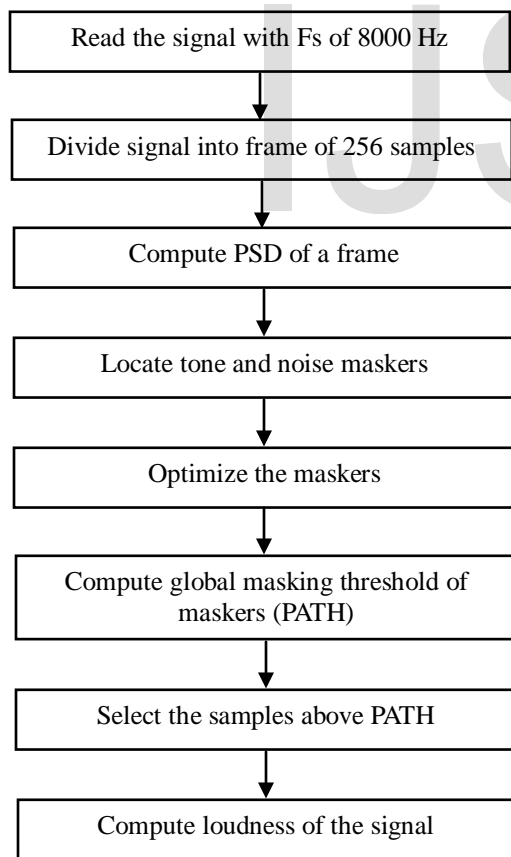 Read the signal with Fs of 8000 Hz
Divide signal into frame of 256 samples
Compute PSD of a frame
Locate tone and noise maskers
Optimize the maskers
Compute global masking threshold of
maskers (PATH)
Select the samples above PATH
Compute loudness of the signal